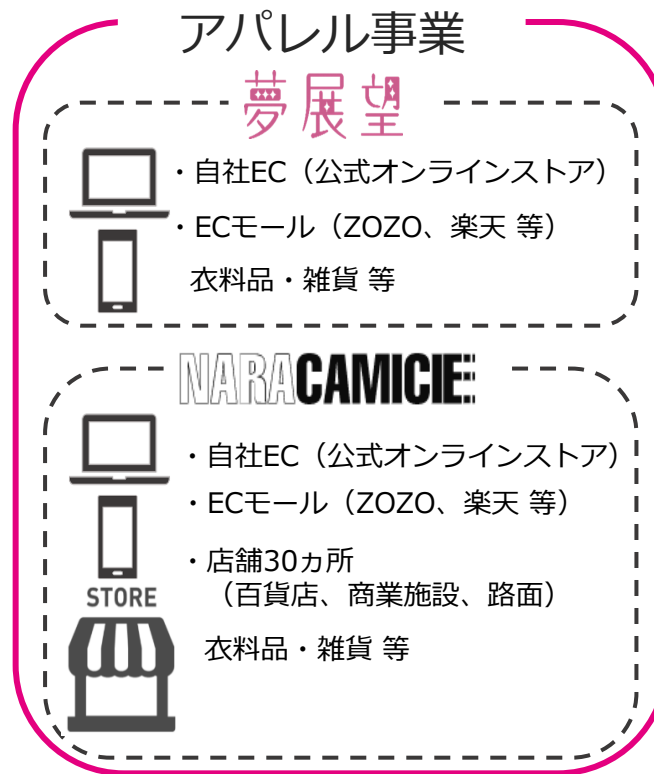 アパレル事業
夢展望
・自社EC（公式オンラインストア）
・ECモール（ZOZO、楽天 等）
衣料品・雑貨 等
NARACAMICIE
・自社EC（公式オンラインストア）
・ECモール（ZOZO、楽天 等）
・店舗30ヵ所
（百貨店、商業施設、路面）
STORE
衣料品・雑貨 等